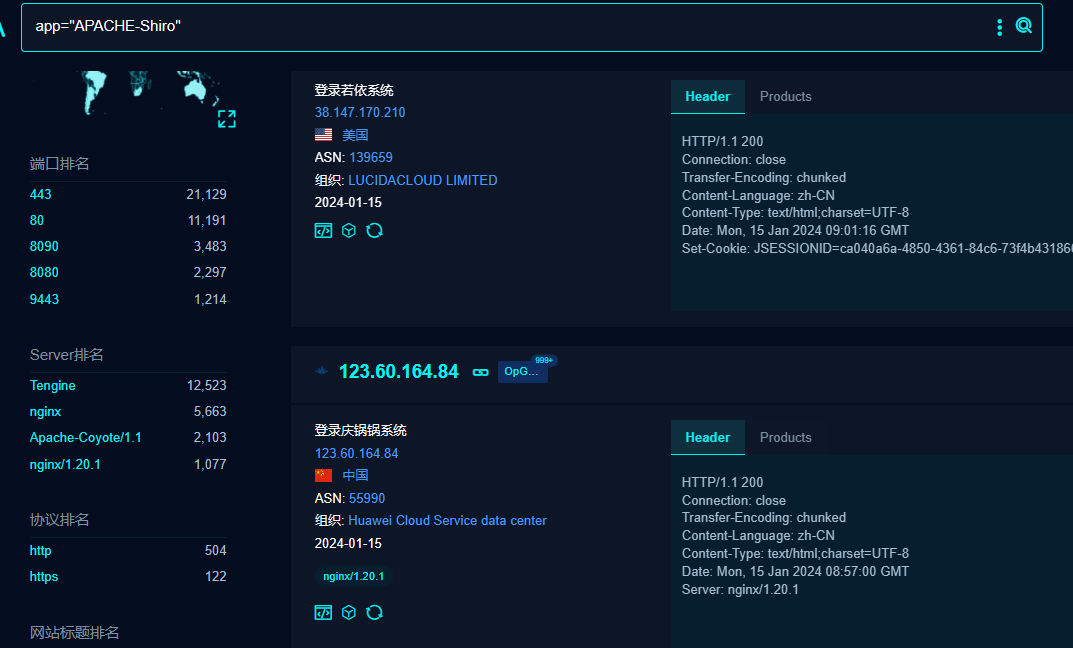 app="APACHE-Shiro"
端口排名
443 21,129
80 11,191
8090 3,483
8080 2,297
9443 1,214
Server排名
Tengine 12,523
nginx 5,663
Apache-Coyote/1.1 2,103
nginx/1.20.1 1,077
协议排名
http 504
https 122
网站标题排名
登录若依系统
38.147.170.210
美国
ASN: 139659
组织: LUCIDACLOUD LIMITED
2024-01-15
Header Products
HTTP/1.1 200
Connection: close
Transfer-Encoding: chunked
Content-Language: zh-CN
Content-Type: text/html;charset=UTF-8
Date: Mon, 15 Jan 2024 09:01:16 GMT
Set-Cookie: JSESSIONID=ca040a6a-4850-4361-84c6-73f4b431866
123.60.164.84 OpG... 999+
登录庆锅锅系统
123.60.164.84
中国
ASN: 55990
组织: Huawei Cloud Service data center
2024-01-15
nginx/1.20.1
Header Products
HTTP/1.1 200
Connection: close
Transfer-Encoding: chunked
Content-Language: zh-CN
Content-Type: text/html;charset=UTF-8
Date: Mon, 15 Jan 2024 08:57:00 GMT
Server: nginx/1.20.1